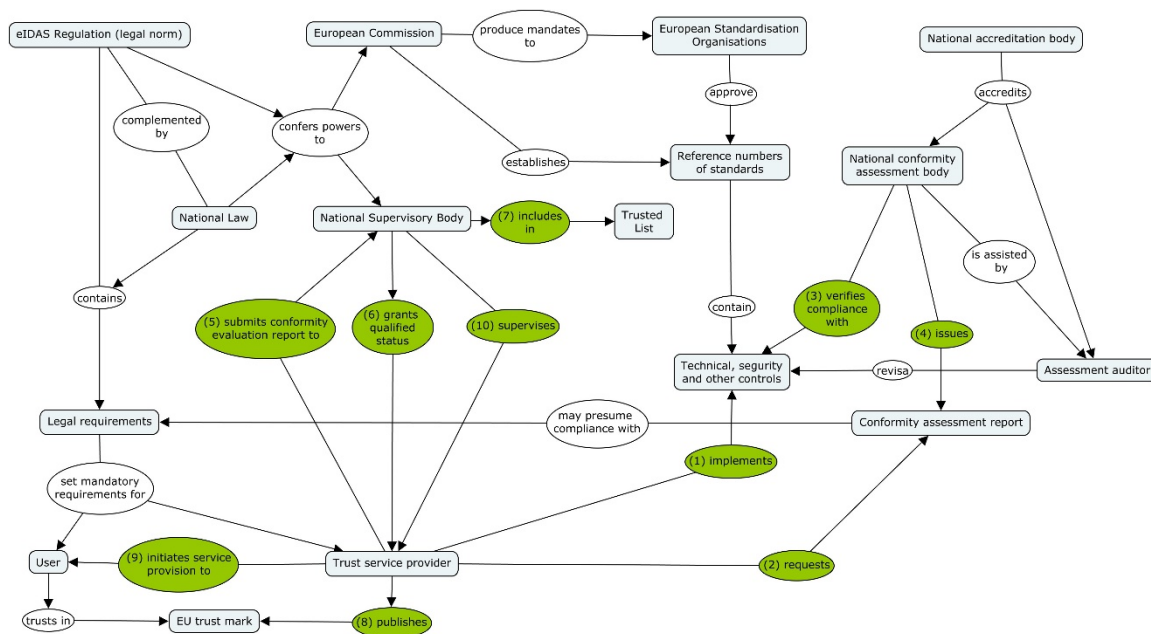 eIDAS Regulation (legal norm)
European Commission
produce mandates
to
European Standardisation
Organisations
National accreditation body
complemented
by
confers powers
to
approve
accredits
establishes
Reference numbers
of standards
National conformity
assessment body
National Law
National Supervisory Body
(7) includes
in
Trusted
List
is assisted
by
contains
(5) submits conformity
evaluation report to
(6) grants
qualified
status
(10) supervises
contain
(3) verifies
compliance
with
(4) issues
Technical, segurity
and other controls
revisa
Assessment auditor
Legal requirements
may presume
compliance with
Conformity assessment report
(1) implements
set mandatory
requirements for
User
(9) initiates service
provision to
Trust service provider
(2) requests
trusts in
EU trust mark
(8) publishes